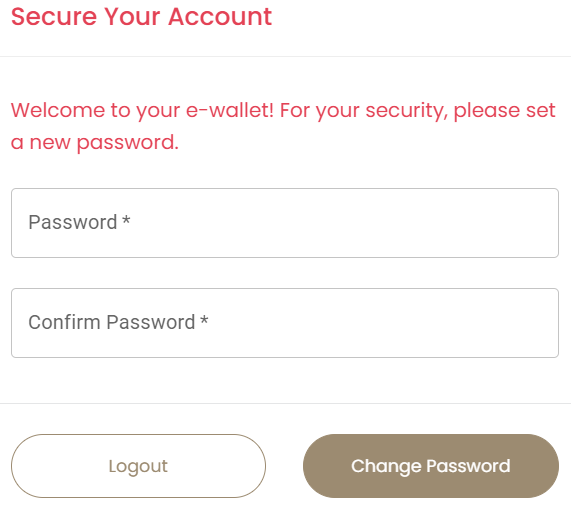 Secure Your Account
Welcome to your e-wallet! For your security, please set
a new password.
Password *
Confirm Password *
Logout
Change Password